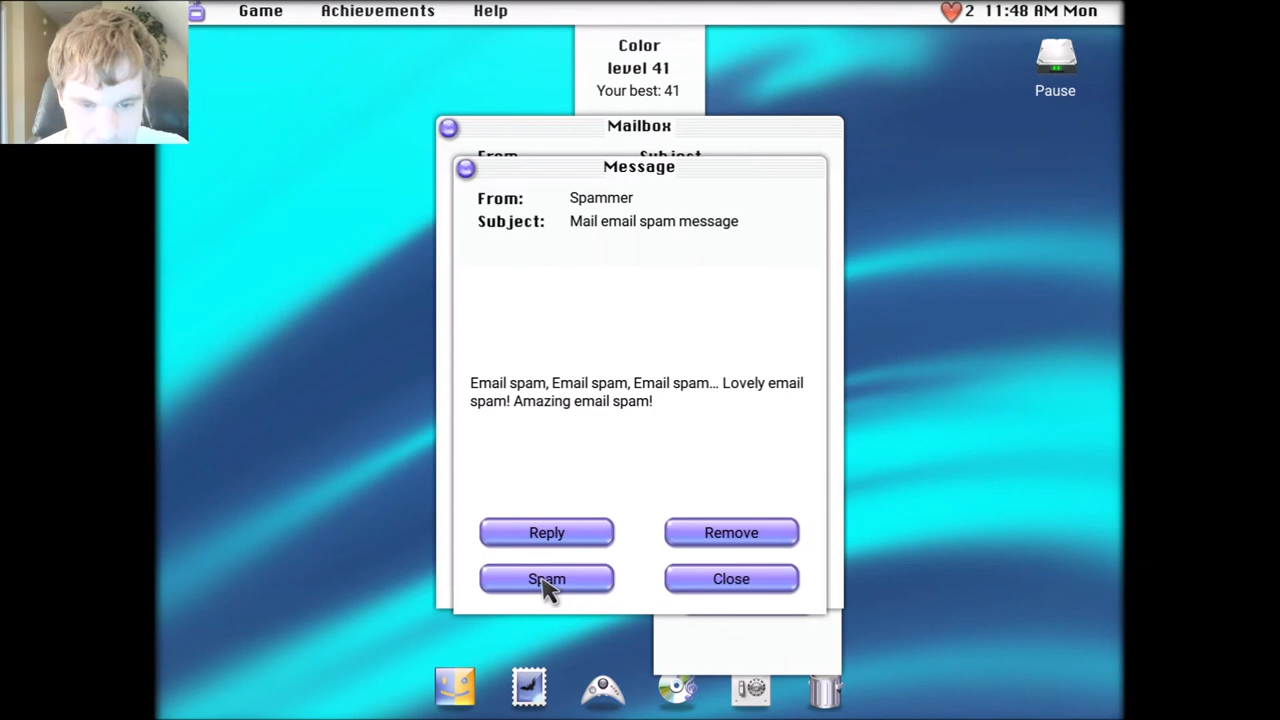 Game Achievements Help 2 11:48 AM Mon
Color
level 41
Your best: 41
Pause
Mailbox
From Subject
Message
From: Spammer
Subject: Mail email spam message
Email spam, Email spam, Email spam... Lovely email
spam! Amazing email spam!
Reply Remove
Spam Close